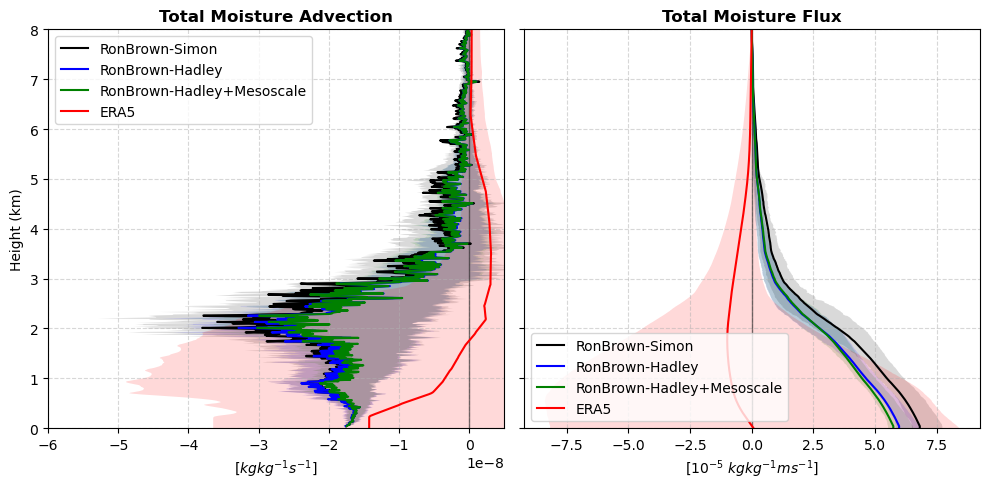 Total Moisture Advection
RonBrown-Simon
RonBrown-Hadley
RonBrown-Hadley+Mesoscale
ERA5
Height (km)
8
7
6
5
4
3
2
1
0
−6
−5
−4
−3
−2
−1
0
1e−8
[kgkg⁻¹s⁻¹]
Total Moisture Flux
RonBrown-Simon
RonBrown-Hadley
RonBrown-Hadley+Mesoscale
ERA5
−7.5
−5.0
−2.5
0.0
2.5
5.0
7.5
[10⁻⁵ kgkg⁻¹ms⁻¹]